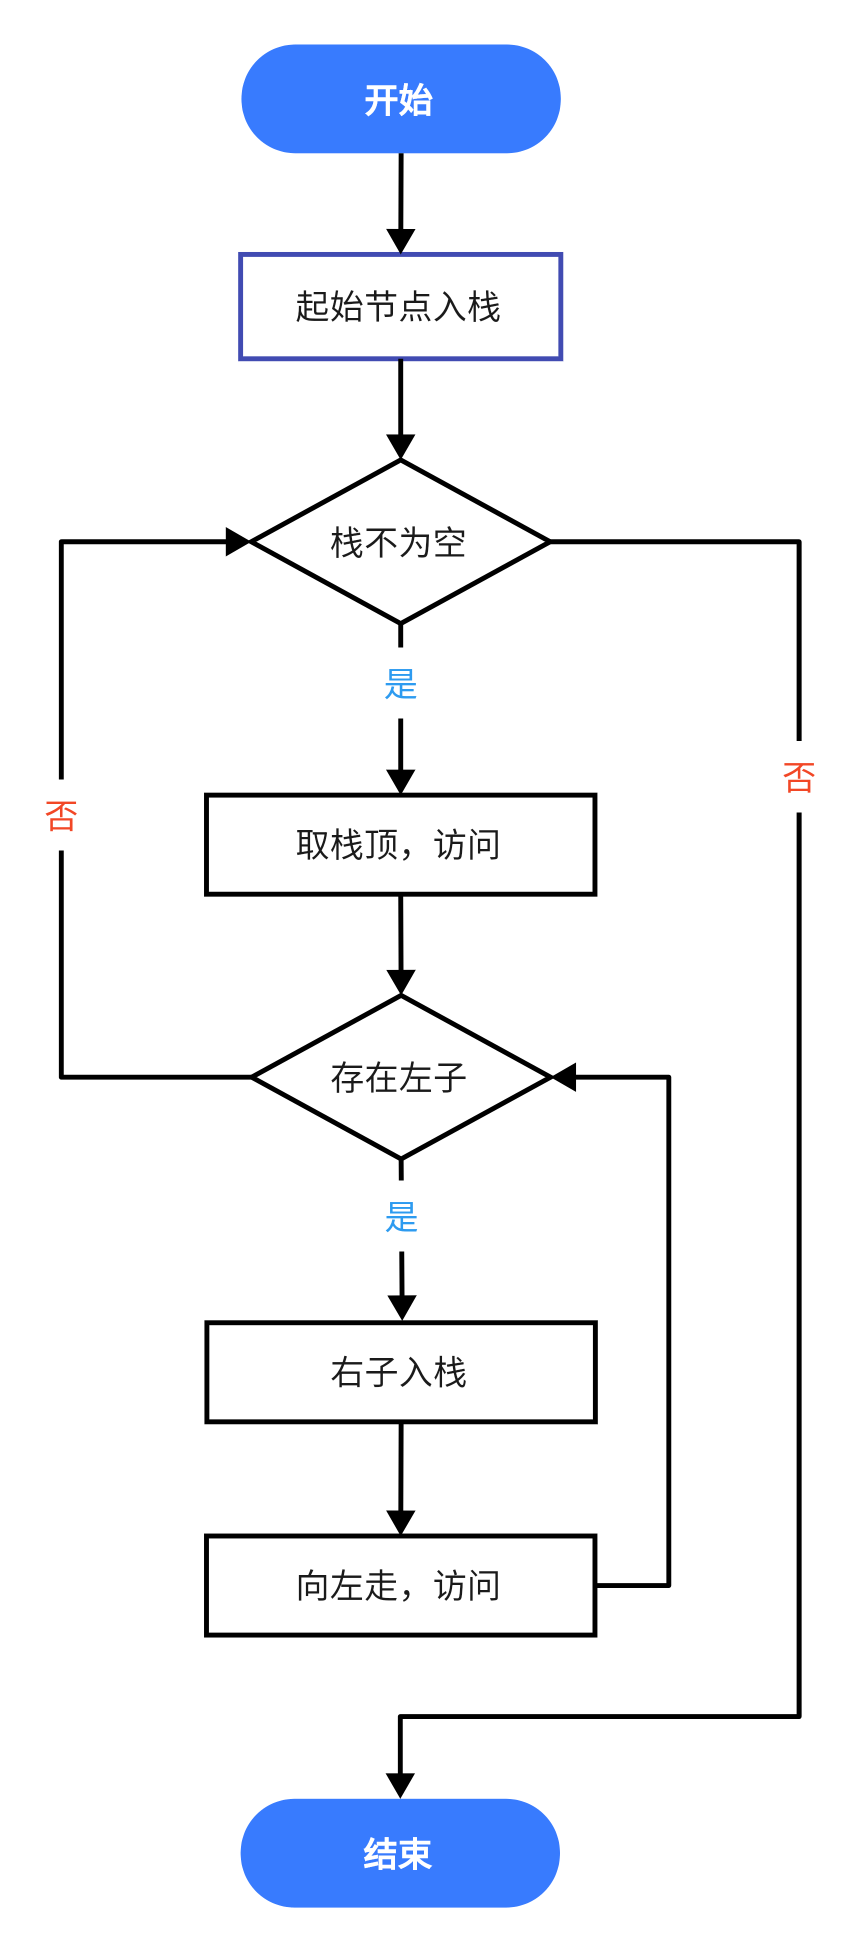 开始
起始节点入栈
栈不为空
是
否
否
取栈顶，访问
存在左子
是
右子入栈
向左走，访问
结束